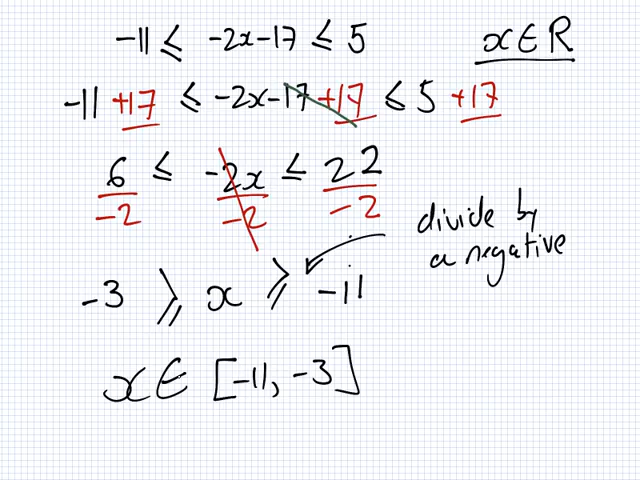 -11 ≤ -2x-17 ≤ 5 x∈R
-11 +17 ≤ -2x-17 +17 ≤ 5 +17
6 ≤ -2x ≤ 22
-2 -2 -2
divide by
a negative
-3 ⩾ x ⩾ -11
x∈ [-11, -3]